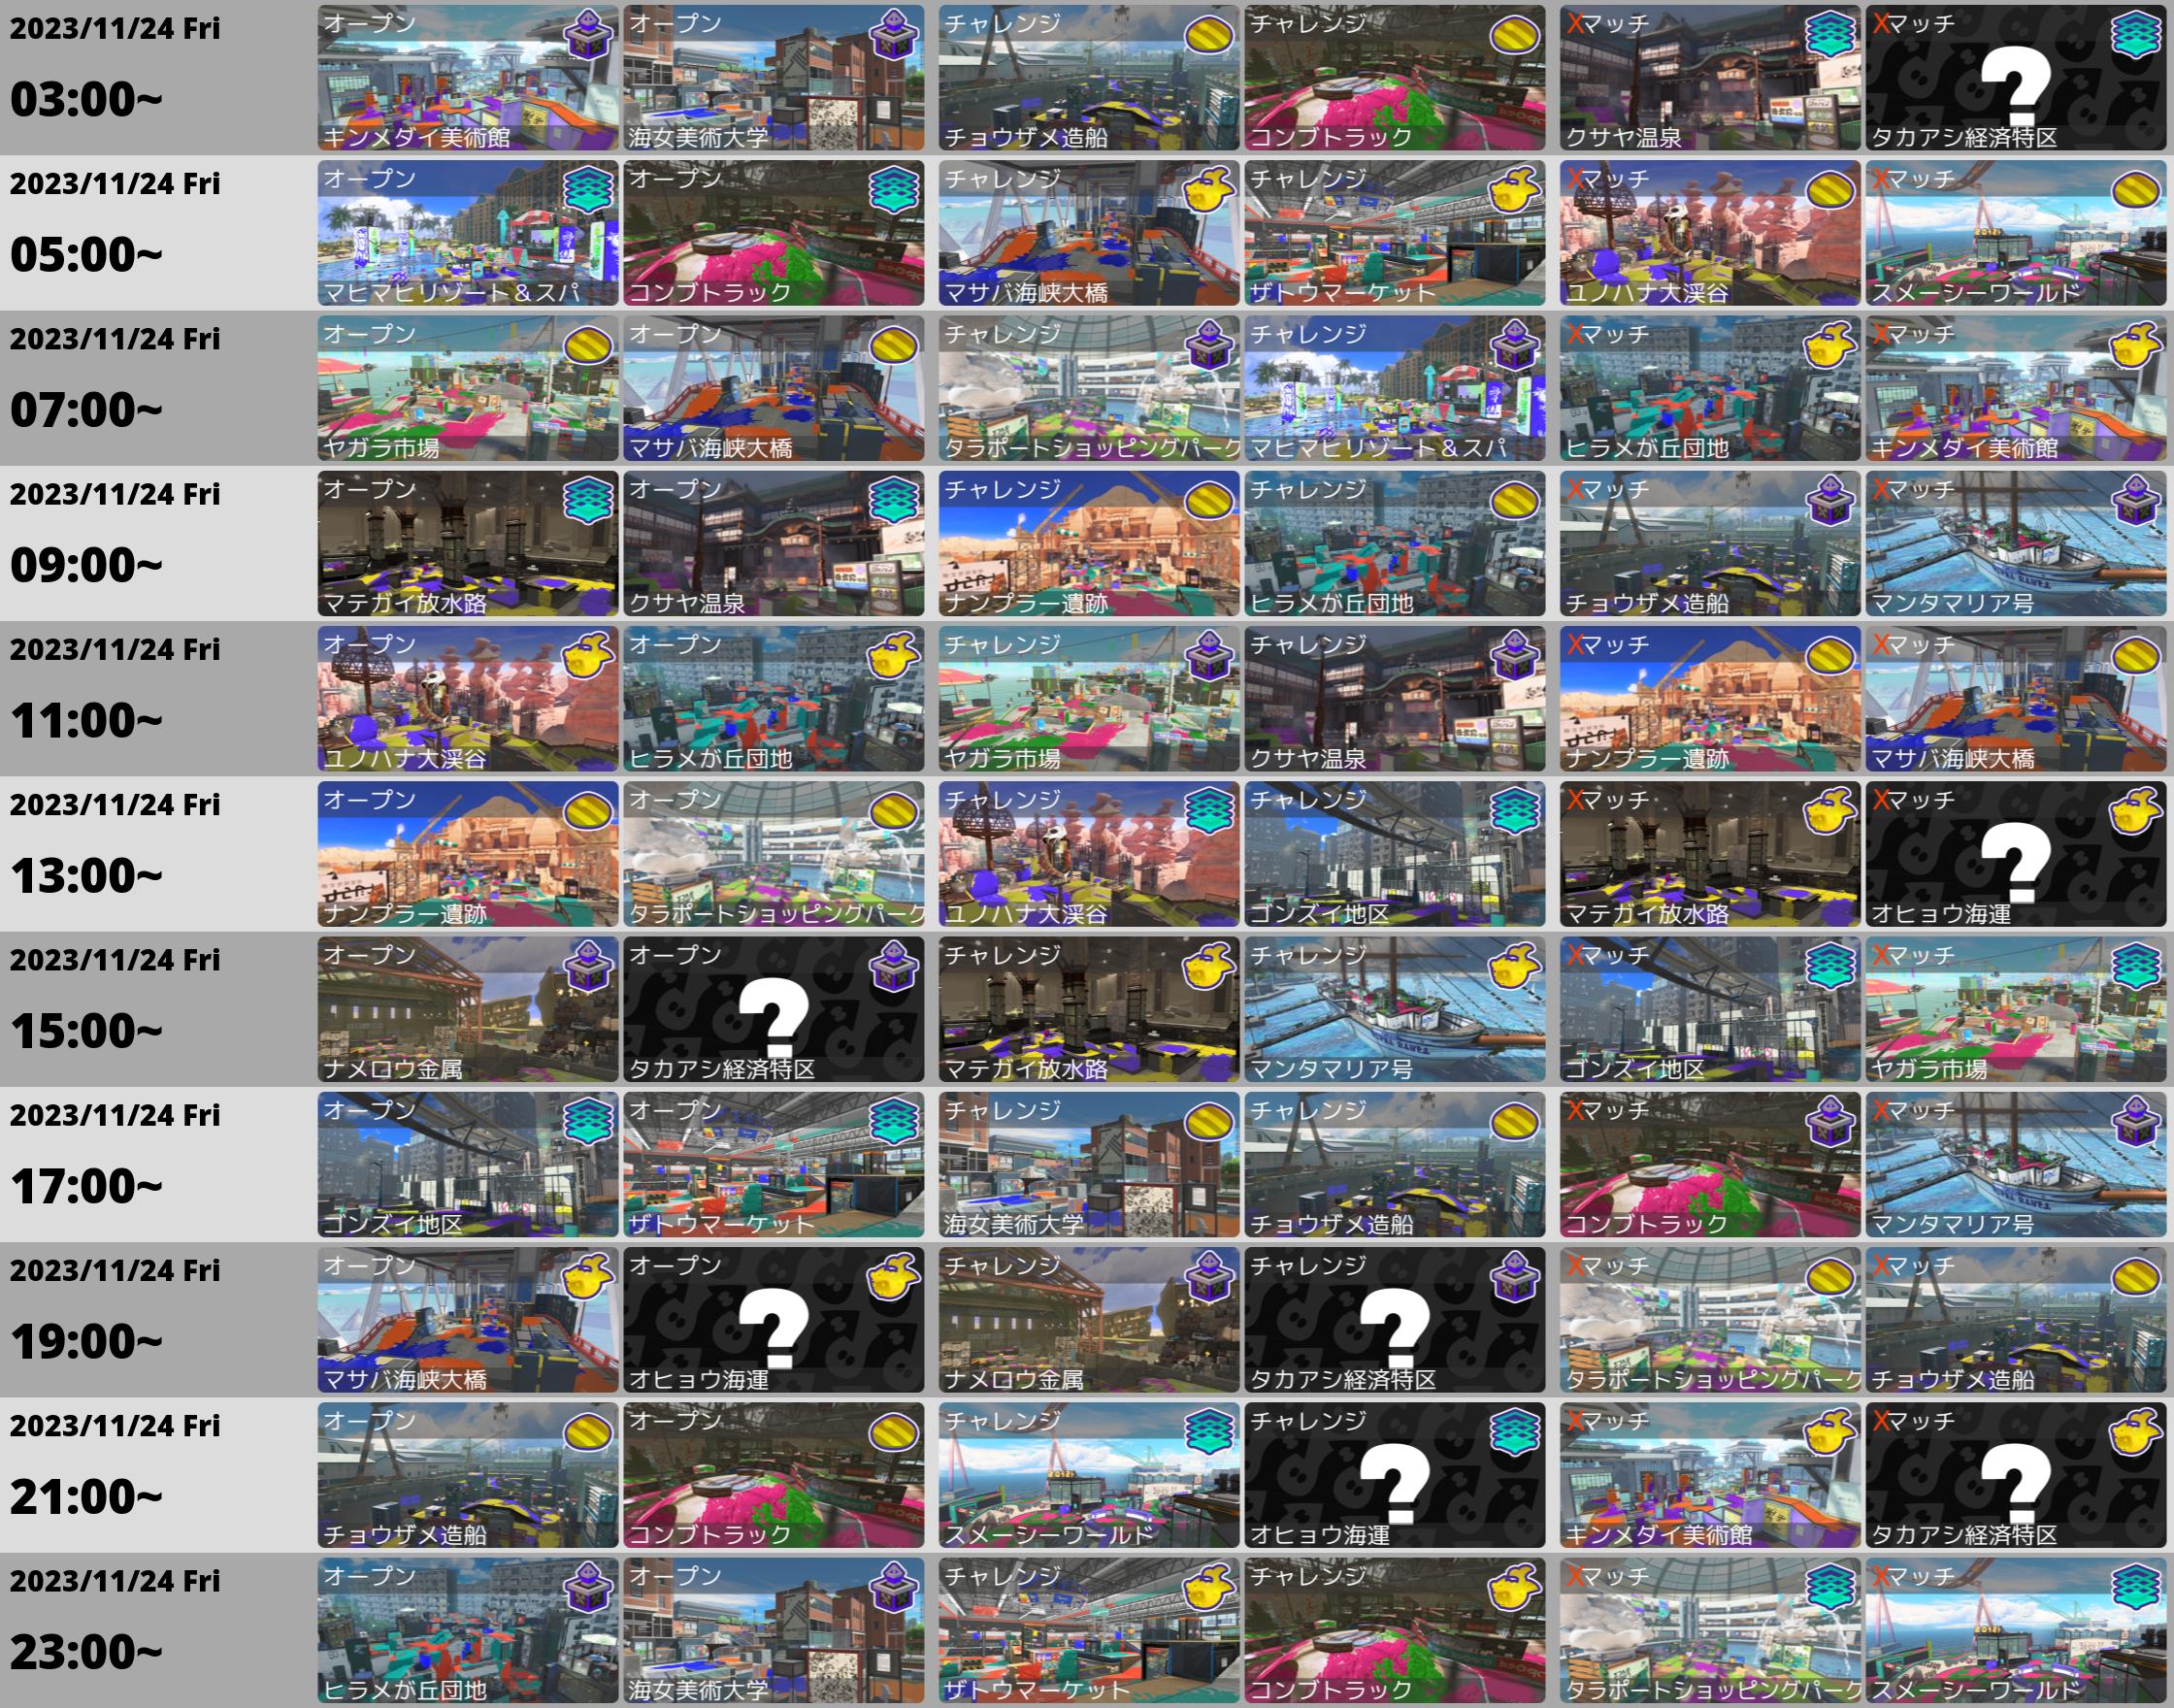 2023/11/24 Fri
03:00~
オープン
キンメダイ美術館
オープン
海女美術大学
チャレンジ
チョウザメ造船
チャレンジ
コンブトラック
Xマッチ
クサヤ温泉
Xマッチ
?
タカアシ経済特区
2023/11/24 Fri
05:00~
オープン
マヒマヒリゾート＆スパ
オープン
コンブトラック
チャレンジ
マサバ海峡大橋
チャレンジ
ザトウマーケット
Xマッチ
ユノハナ大渓谷
Xマッチ
スメーシーワールド
2023/11/24 Fri
07:00~
オープン
ヤガラ市場
オープン
マサバ海峡大橋
チャレンジ
タラポートショッピングパーク
チャレンジ
マヒマヒリゾート＆スパ
Xマッチ
ヒラメが丘団地
Xマッチ
キンメダイ美術館
2023/11/24 Fri
09:00~
オープン
マテガイ放水路
オープン
クサヤ温泉
チャレンジ
ナンプラー遺跡
チャレンジ
ヒラメが丘団地
Xマッチ
チョウザメ造船
Xマッチ
マンタマリア号
2023/11/24 Fri
11:00~
オープン
ユノハナ大渓谷
オープン
ヒラメが丘団地
チャレンジ
ヤガラ市場
チャレンジ
クサヤ温泉
Xマッチ
ナンプラー遺跡
Xマッチ
マサバ海峡大橋
2023/11/24 Fri
13:00~
オープン
ナンプラー遺跡
オープン
タラポートショッピングパーク
チャレンジ
ユノハナ大渓谷
チャレンジ
ゴンズイ地区
Xマッチ
マテガイ放水路
Xマッチ
?
オヒョウ海運
2023/11/24 Fri
15:00~
オープン
ナメロウ金属
オープン
?
タカアシ経済特区
チャレンジ
マテガイ放水路
チャレンジ
マンタマリア号
Xマッチ
ゴンズイ地区
Xマッチ
ヤガラ市場
2023/11/24 Fri
17:00~
オープン
ゴンズイ地区
オープン
ザトウマーケット
チャレンジ
海女美術大学
チャレンジ
チョウザメ造船
Xマッチ
コンブトラック
Xマッチ
マンタマリア号
2023/11/24 Fri
19:00~
オープン
マサバ海峡大橋
オープン
?
オヒョウ海運
チャレンジ
ナメロウ金属
チャレンジ
?
タカアシ経済特区
Xマッチ
タラポートショッピングパーク
Xマッチ
チョウザメ造船
2023/11/24 Fri
21:00~
オープン
チョウザメ造船
オープン
コンブトラック
チャレンジ
スメーシーワールド
チャレンジ
?
オヒョウ海運
Xマッチ
キンメダイ美術館
Xマッチ
?
タカアシ経済特区
2023/11/24 Fri
23:00~
オープン
ヒラメが丘団地
オープン
海女美術大学
チャレンジ
ザトウマーケット
チャレンジ
コンブトラック
Xマッチ
タラポートショッピングパーク
Xマッチ
スメーシーワールド